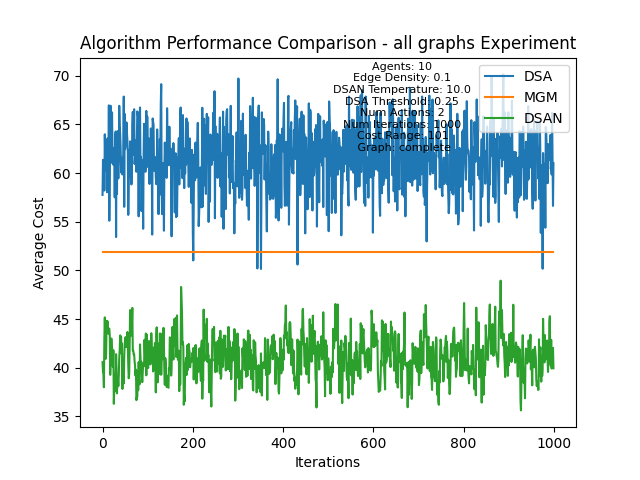 Algorithm Performance Comparison - all graphs Experiment
Agents: 10
Edge Density: 0.1
DSAN Temperature: 10.0
DSA Threshold: 0.25
Num Actions: 2
Num Iterations: 1000
Cost Range: 101
Graph: complete
DSA
MGM
DSAN
Average Cost
70
65
60
55
50
45
40
35
0
200
400
600
800
1000
Iterations